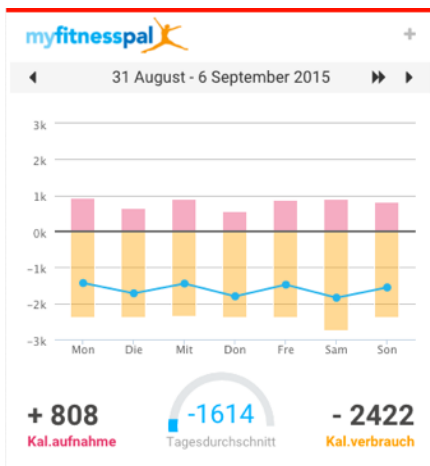 myfitnesspal
+
31 August - 6 September 2015
3k
2k
1k
0k
−1k
−2k
−3k
Mon Die Mit Don Fre Sam Son
+ 808 -1614 - 2422
Kal.aufnahme Tagesdurchschnitt Kal.verbrauch